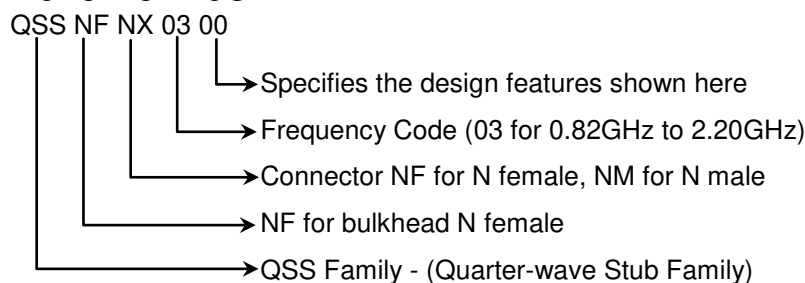 QSS NF NX 03 00
Specifies the design features shown here
Frequency Code (03 for 0.82GHz to 2.20GHz)
Connector NF for N female, NM for N male
NF for bulkhead N female
QSS Family - (Quarter-wave Stub Family)